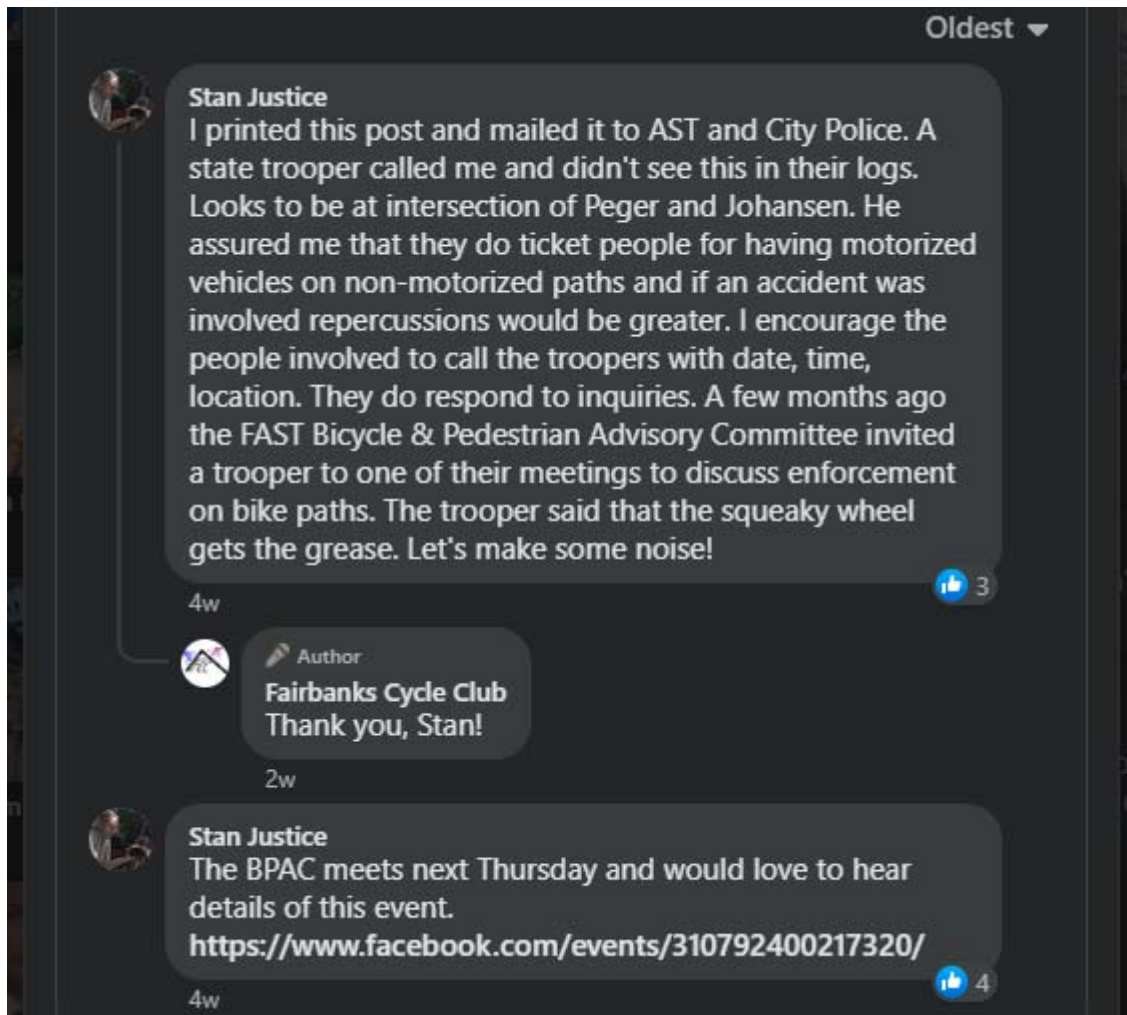 Oldest
Stan Justice
I printed this post and mailed it to AST and City Police. A
state trooper called me and didn't see this in their logs.
Looks to be at intersection of Peger and Johansen. He
assured me that they do ticket people for having motorized
vehicles on non-motorized paths and if an accident was
involved repercussions would be greater. I encourage the
people involved to call the troopers with date, time,
location. They do respond to inquiries. A few months ago
the FAST Bicycle & Pedestrian Advisory Committee invited
a trooper to one of their meetings to discuss enforcement
on bike paths. The trooper said that the squeaky wheel
gets the grease. Let's make some noise!
3
4w
Author
Fairbanks Cycle Club
Thank you, Stan!
2w
Stan Justice
The BPAC meets next Thursday and would love to hear
details of this event.
https://www.facebook.com/events/310792400217320/
4
4w